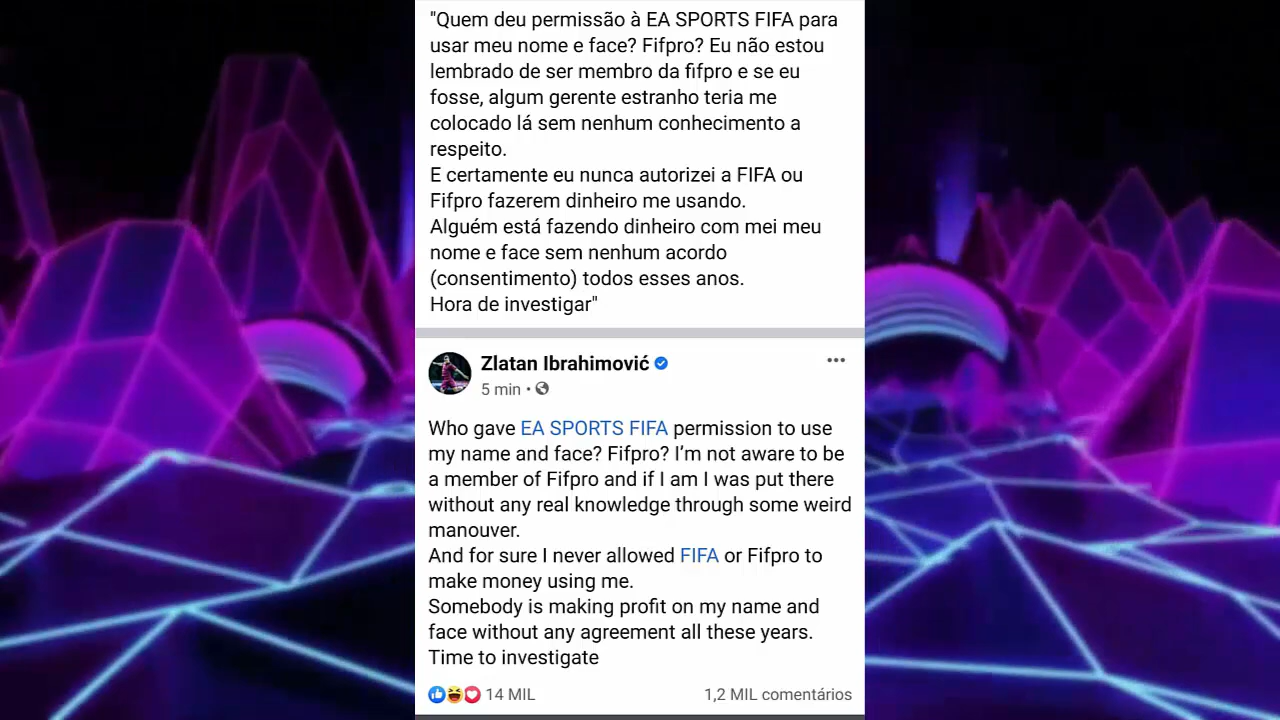 "Quem deu permissão à EA SPORTS FIFA para
usar meu nome e face? Fifpro? Eu não estou
lembrado de ser membro da fifpro e se eu
fosse, algum gerente estranho teria me
colocado lá sem nenhum conhecimento a
respeito.
E certamente eu nunca autorizei a FIFA ou
Fifpro fazerem dinheiro me usando.
Alguém está fazendo dinheiro com mei meu
nome e face sem nenhum acordo
(consentimento) todos esses anos.
Hora de investigar"
Zlatan Ibrahimović
5 min •
Who gave EA SPORTS FIFA permission to use
my name and face? Fifpro? I'm not aware to be
a member of Fifpro and if I am I was put there
without any real knowledge through some weird
manouver.
And for sure I never allowed FIFA or Fifpro to
make money using me.
Somebody is making profit on my name and
face without any agreement all these years.
Time to investigate
14 MIL 1,2 MIL comentários